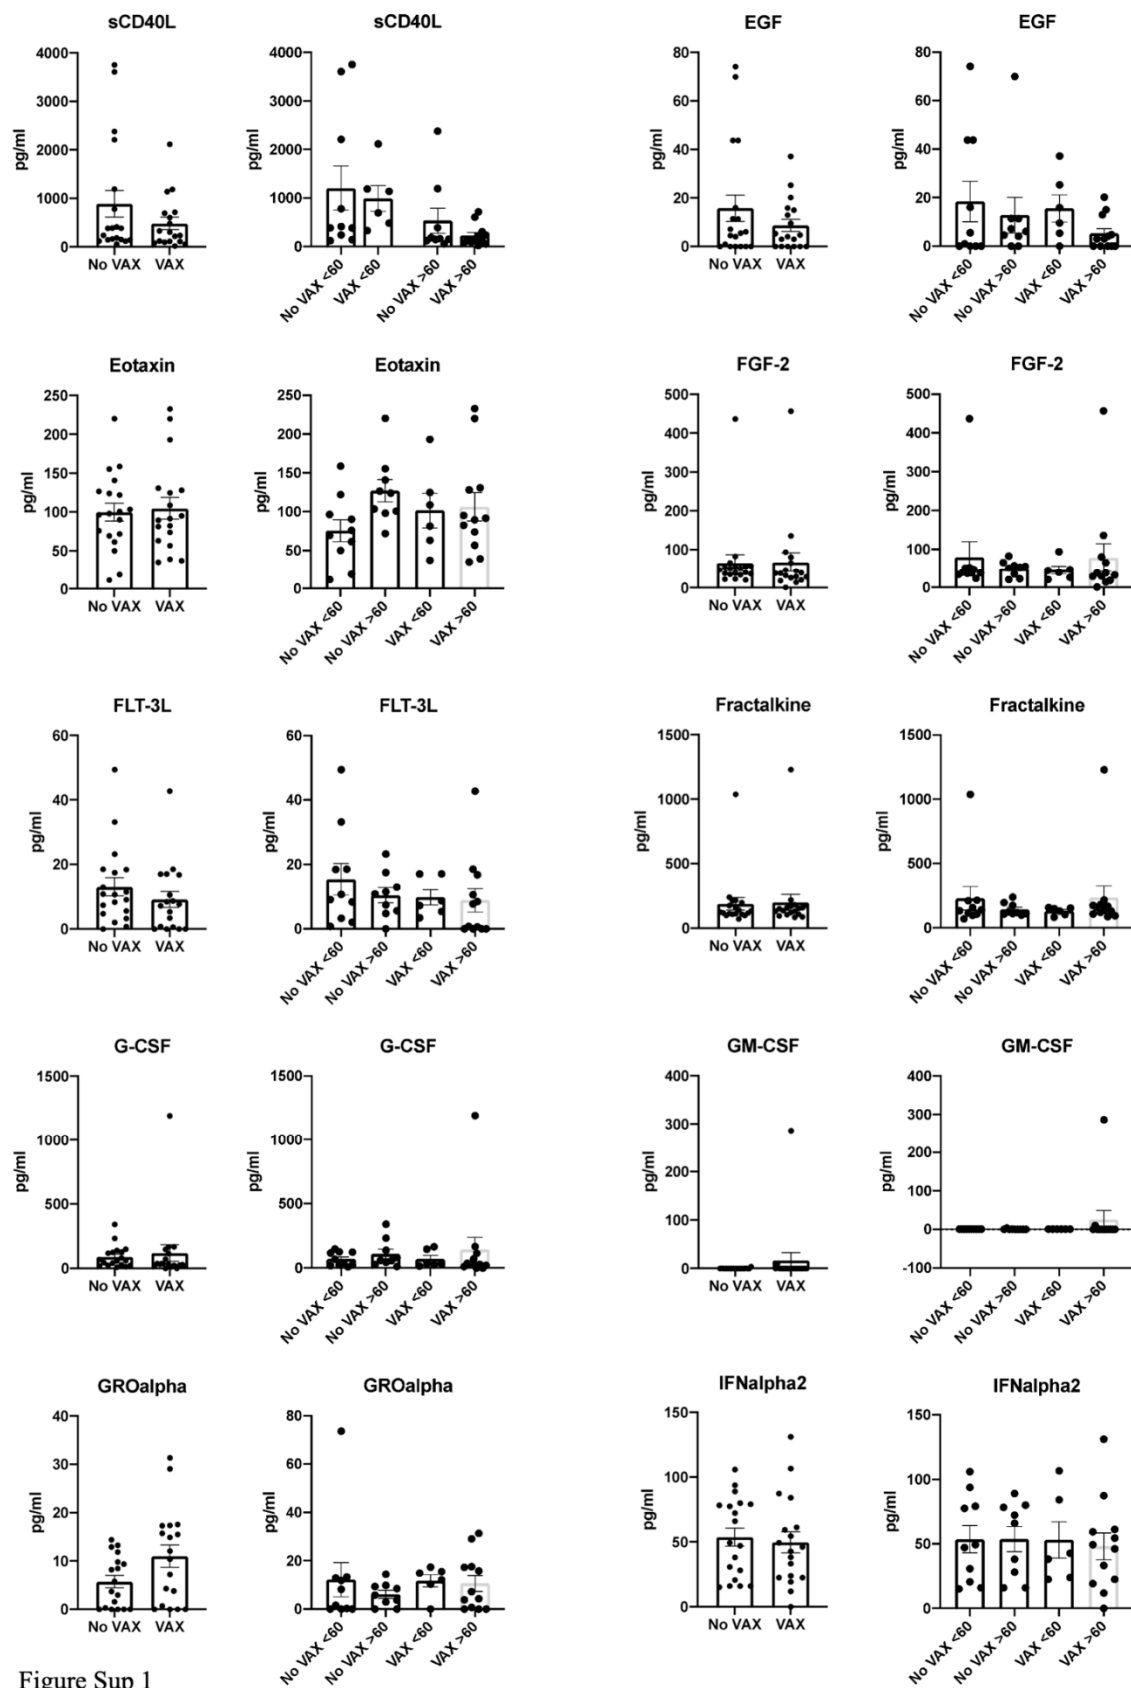 sCD40L
sCD40L
EGF
EGF
pg/ml
4000
3000
2000
1000
0
No VAX
VAX
pg/ml
4000
3000
2000
1000
0
No VAX <60
VAX <60
No VAX >60
VAX >60
pg/ml
80
60
40
20
0
No VAX
VAX
pg/ml
80
60
40
20
0
No VAX <60
No VAX >60
VAX <60
VAX >60
Eotaxin
Eotaxin
FGF-2
FGF-2
pg/ml
250
200
150
100
50
0
No VAX
VAX
pg/ml
250
200
150
100
50
0
No VAX <60
No VAX >60
VAX <60
VAX >60
pg/ml
500
400
300
200
100
0
No VAX
VAX
pg/ml
500
400
300
200
100
0
No VAX <60
No VAX >60
VAX <60
VAX >60
FLT-3L
FLT-3L
Fractalkine
Fractalkine
pg/ml
60
40
20
0
No VAX
VAX
pg/ml
60
40
20
0
No VAX <60
No VAX >60
VAX <60
VAX >60
pg/ml
1500
1000
500
0
No VAX
VAX
pg/ml
1500
1000
500
0
No VAX <60
No VAX >60
VAX <60
VAX >60
G-CSF
G-CSF
GM-CSF
GM-CSF
pg/ml
1500
1000
500
0
No VAX
VAX
pg/ml
1500
1000
500
0
No VAX <60
No VAX >60
VAX <60
VAX >60
pg/ml
400
300
200
100
0
No VAX
VAX
pg/ml
400
300
200
100
0
-100
No VAX <60
No VAX >60
VAX <60
VAX >60
GROalpha
GROalpha
IFNalpha2
IFNalpha2
pg/ml
40
30
20
10
0
No VAX
VAX
pg/ml
80
60
40
20
0
No VAX <60
No VAX >60
VAX <60
VAX >60
pg/ml
150
100
50
0
No VAX
VAX
pg/ml
150
100
50
0
No VAX <60
No VAX >60
VAX <60
VAX >60
Figure Sup 1